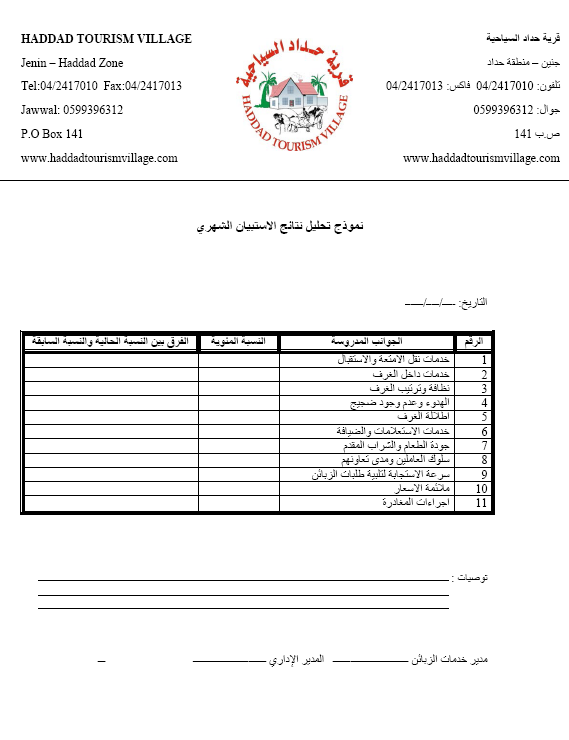 HADDAD TOURISM VILLAGE
Jenin – Haddad Zone
Tel:04/2417010 Fax:04/2417013
Jawwal: 0599396312
P.O Box 141
www.haddadtourismvillage.com
قرية حداد السياحية
HADDAD TOURISM VILLAGE
قرية حداد السياحية
جنين – منطقة حداد
تلفون: 04/2417010 فاكس: 04/2417013
جوال: 0599396312
ص.ب 141
www.haddadtourismvillage.com
نموذج تحليل نتائج الاستبيان الشهري
التاريخ: ___/___/____
الرقم الجوانب المدروسة النسبة المئوية الفرق بين النسبة الحالية والنسبة السابقة
1 خدمات نقل الامتعة والاستقبال
2 خدمات داخل الغرف
3 نظافة وترتيب الغرف
4 الهدوء وعدم وجود ضجيج
5 اطلالة الغرف
6 خدمات الاستعلامات والضيافة
7 جودة الطعام والشراب المقدم
8 سلوك العاملين ومدى تعاونهم
9 سرعة الاستجابة لتلبية طلبات الزبائن
10 ملائمة الاسعار
11 اجراءات المغادرة
توصيات :
مدير خدمات الزبائن ____________ المدير الإداري ____________